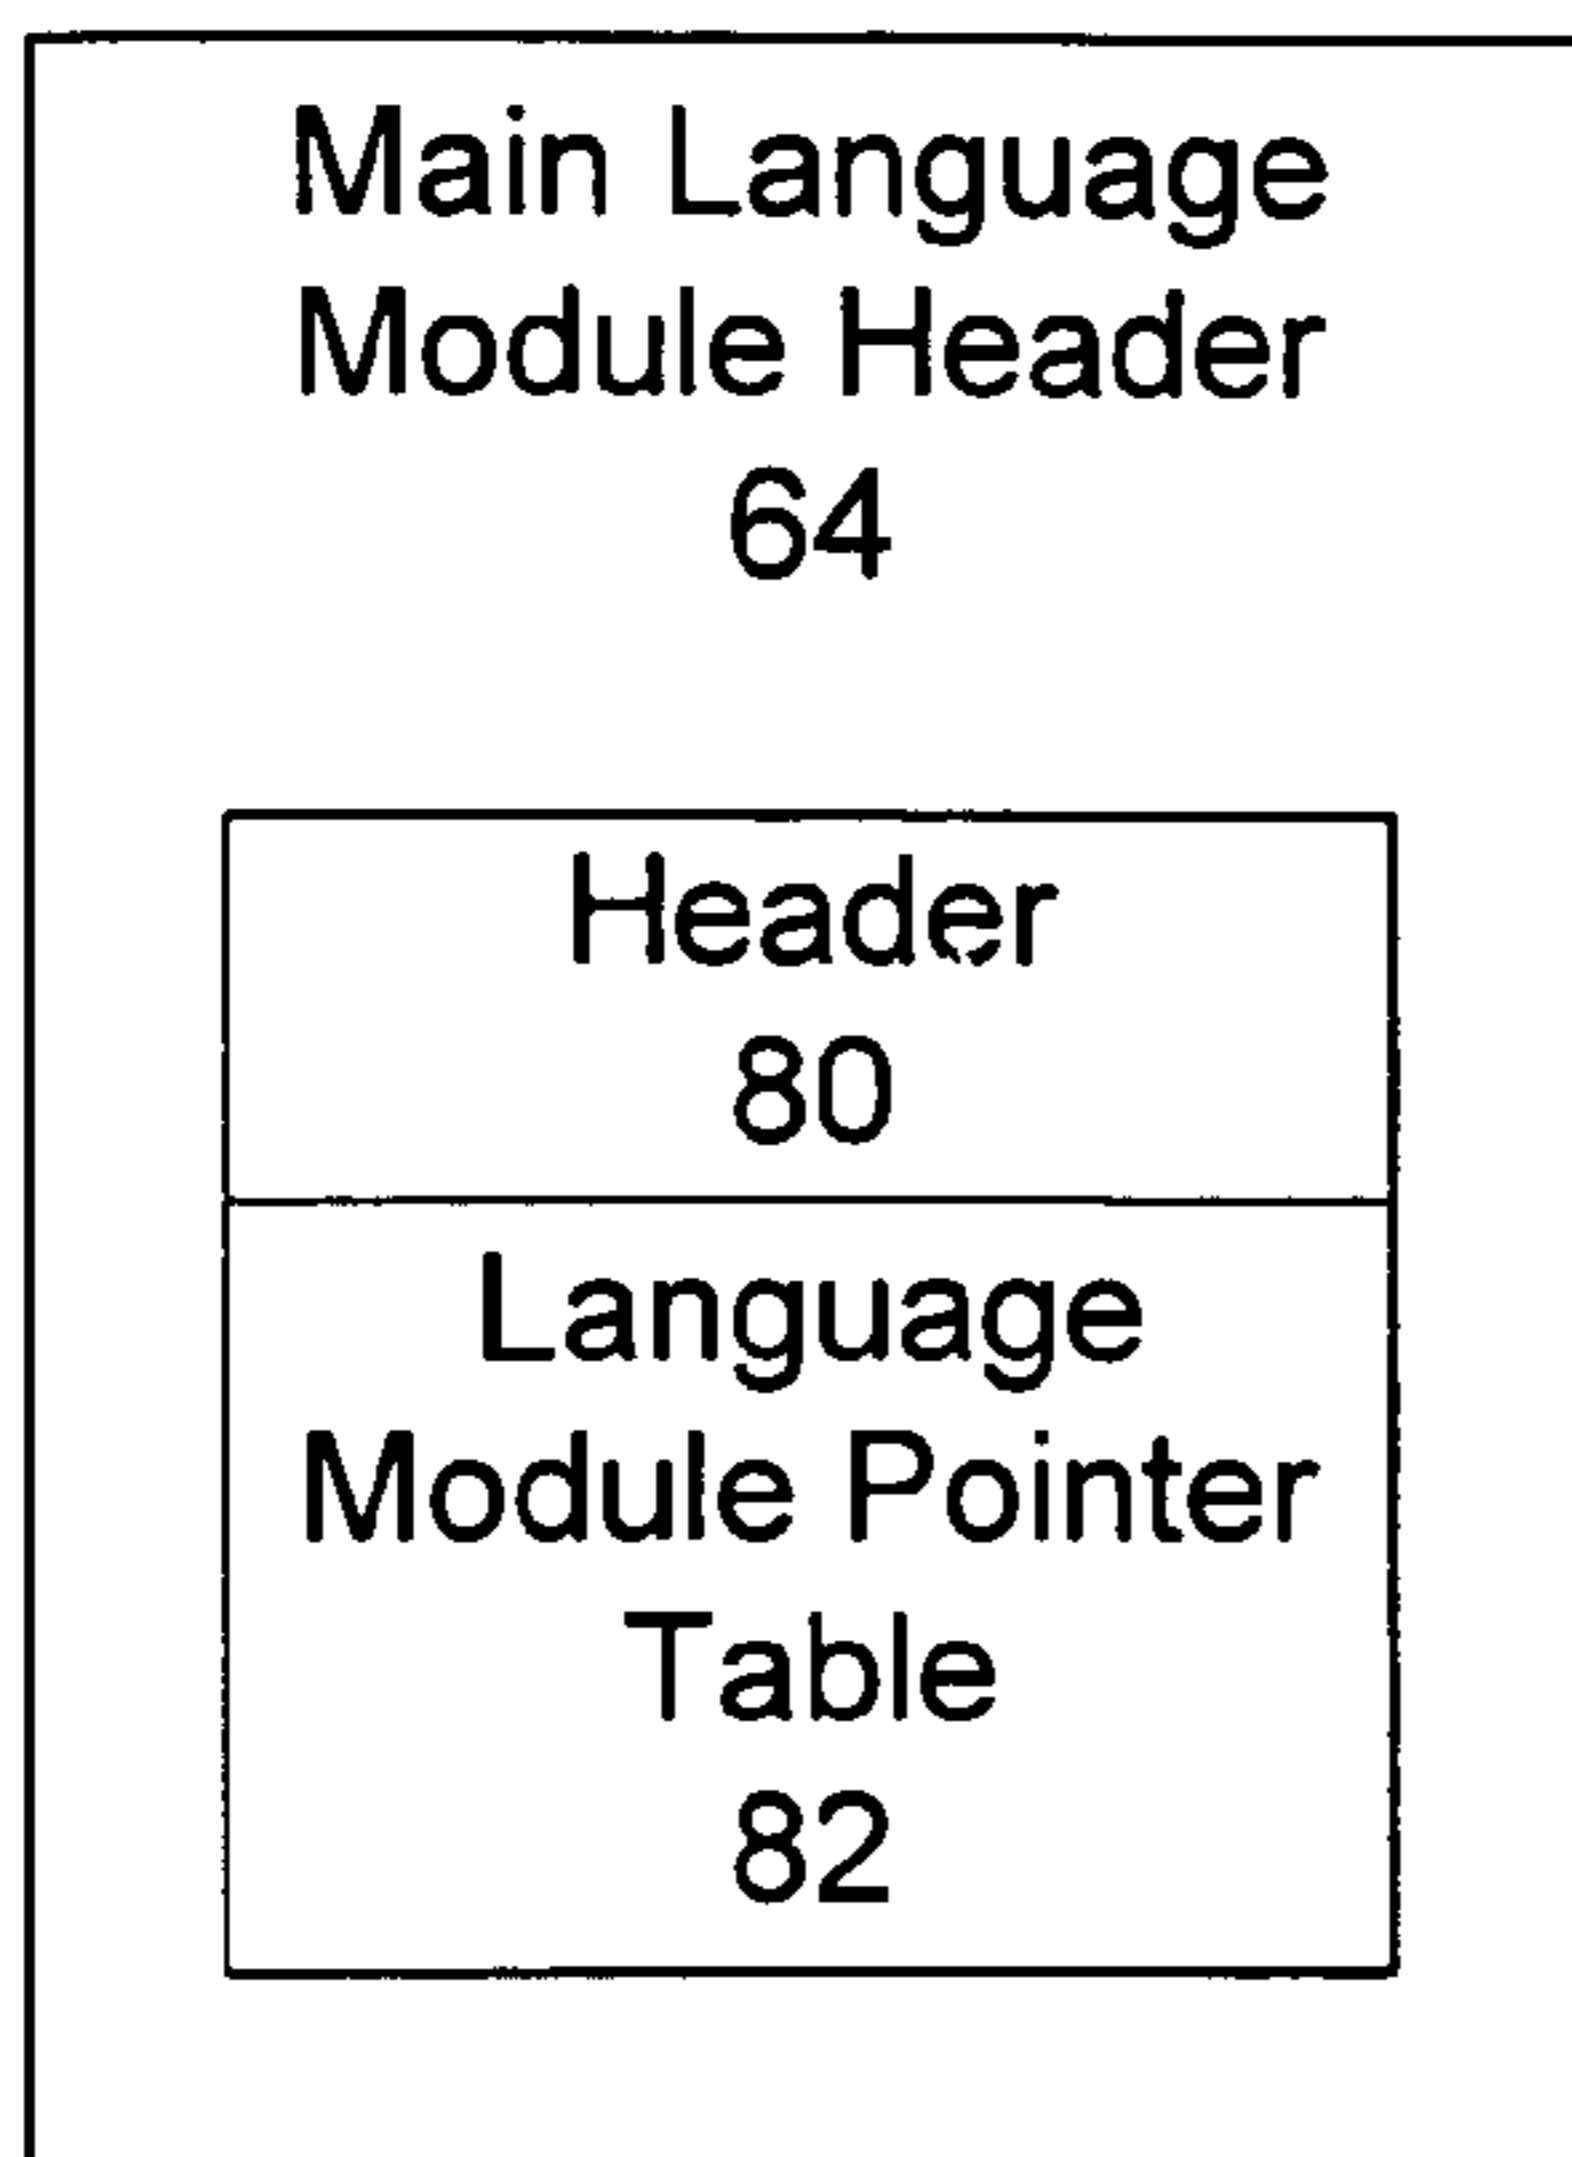 Main Language
Module Header
64
Header
80
Language
Module Pointer
Table
82